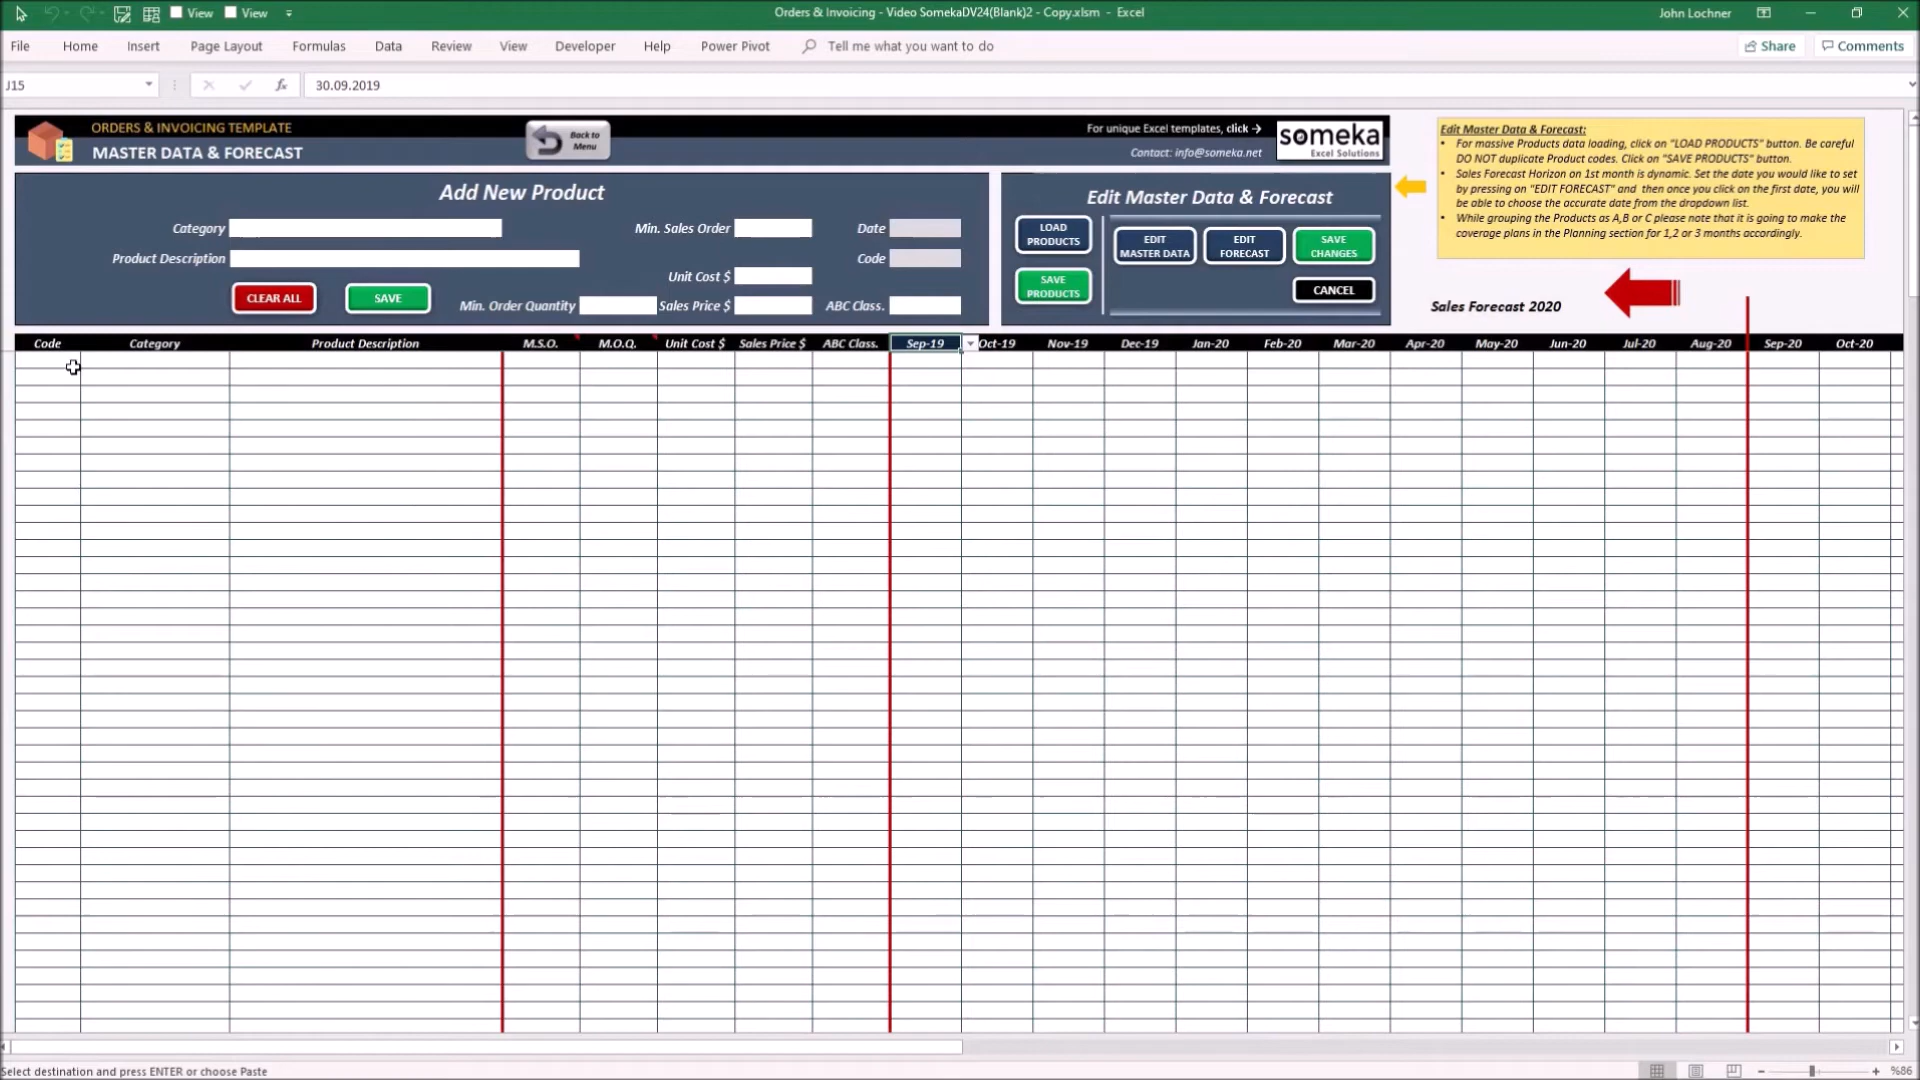 View
View
Orders & Invoicing - Video SomekaDV24(Blank)2 - Copy.xlsm - Excel
John Lochner
File
Home
Insert
Page Layout
Formulas
Data
Review
View
Developer
Help
Power Pivot
Tell me what you want to do
Share
Comments
J15
fx
30.09.2019
ORDERS & INVOICING TEMPLATE
MASTER DATA & FORECAST
Back to
Menu
For unique Excel templates, click →
Contact: info@someka.net
someka
Excel Solutions
Edit Master Data & Forecast:
• For massive Products data loading, click on "LOAD PRODUCTS" button. Be careful
DO NOT duplicate Product codes. Click on "SAVE PRODUCTS" button.
• Sales Forecast Horizon on 1st month is dynamic. Set the date you would like to set
by pressing on "EDIT FORECAST" and then once you click on the first date, you will
be able to choose the accurate date from the dropdown list.
• While grouping the Products as A,B or C please note that it is going to make the
coverage plans in the Planning section for 1,2 or 3 months accordingly.
Add New Product
Category
Min. Sales Order
Date
Product Description
Code
Unit Cost $
CLEAR ALL
SAVE
Min. Order Quantity
Sales Price $
ABC Class.
Edit Master Data & Forecast
LOAD
PRODUCTS
EDIT
MASTER DATA
EDIT
FORECAST
SAVE
CHANGES
SAVE
PRODUCTS
CANCEL
Sales Forecast 2020
Code Category Product Description M.S.O. M.O.Q. Unit Cost $ Sales Price $ ABC Class. Sep-19 Oct-19 Nov-19 Dec-19 Jan-20 Feb-20 Mar-20 Apr-20 May-20 Jun-20 Jul-20 Aug-20 Sep-20 Oct-20
Select destination and press ENTER or choose Paste
%86